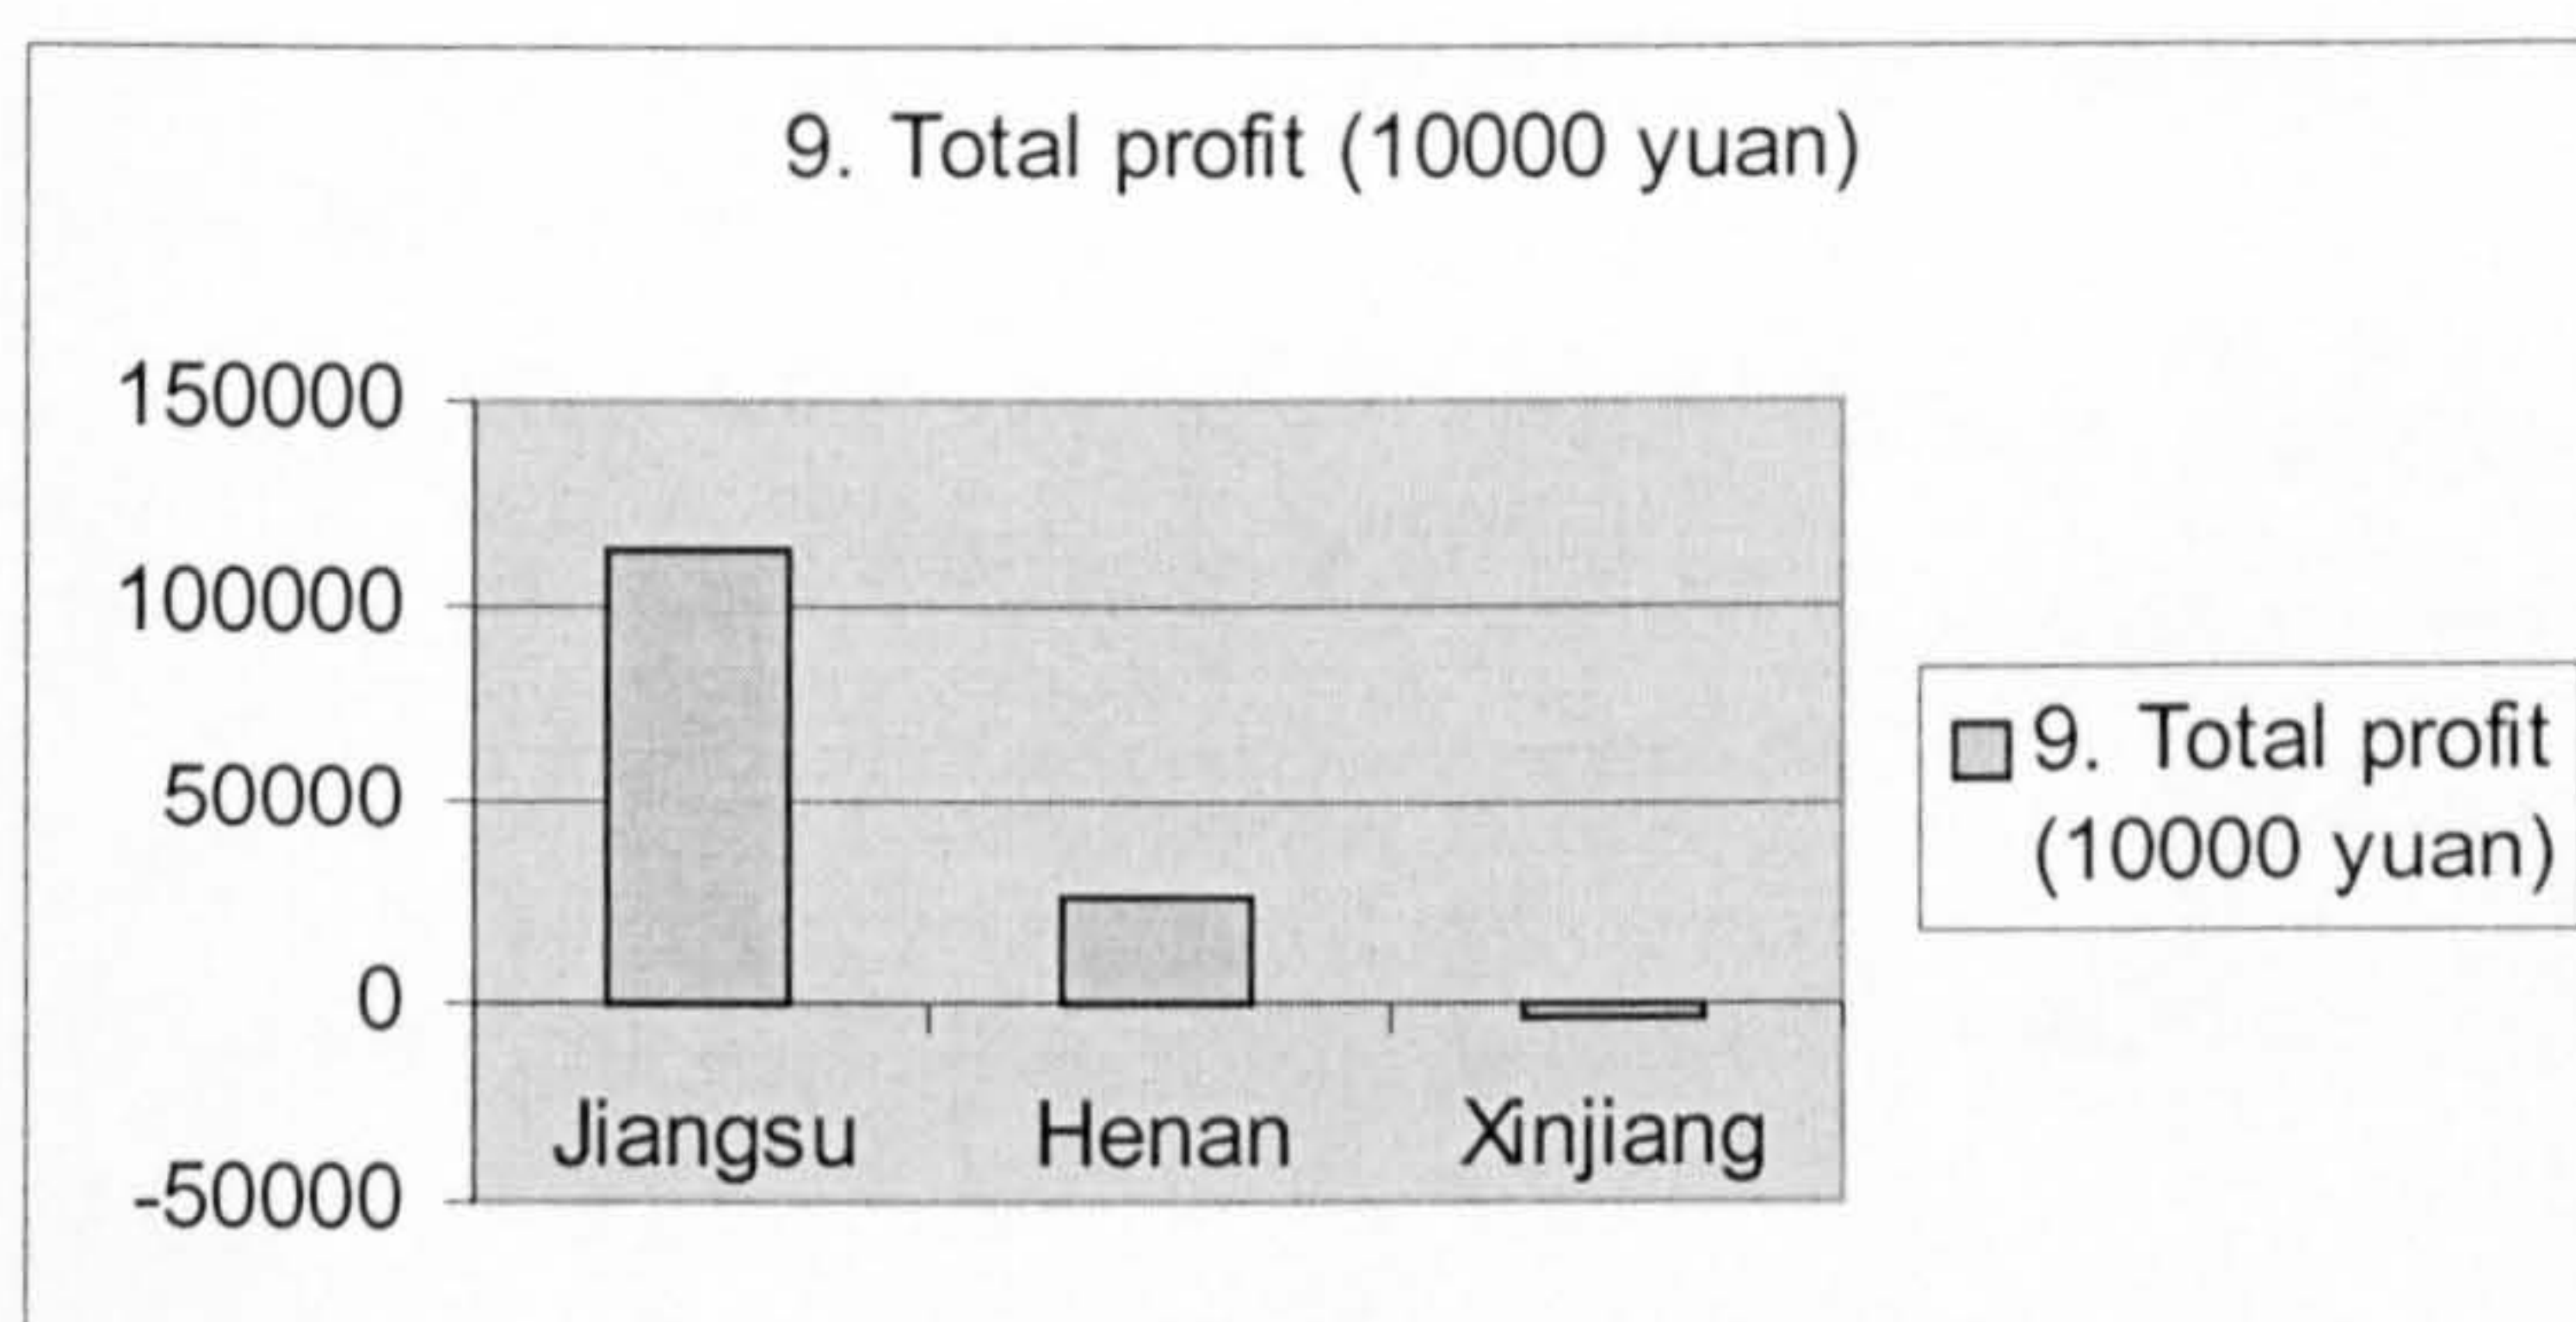 9. Total profit (10000 yuan)
150000
100000
50000
0
-50000
Jiangsu
Henan
Xinjiang
9. Total profit
(10000 yuan)